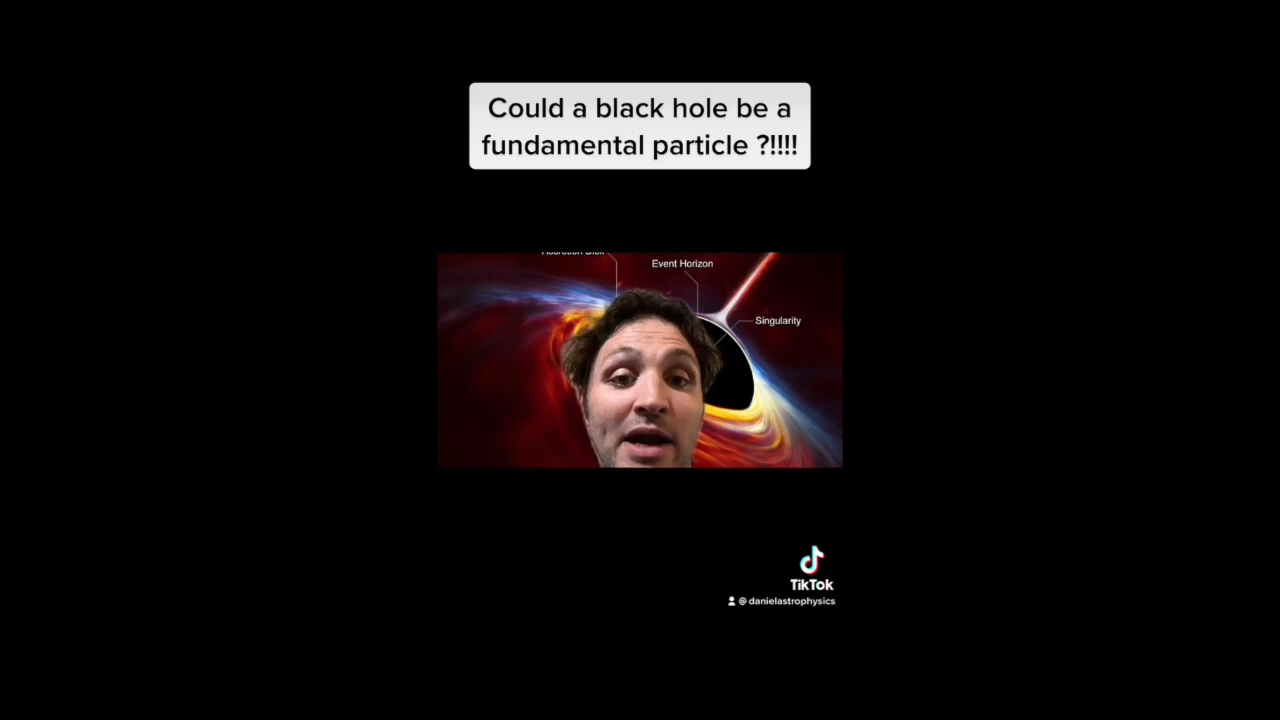 Could a black hole be a
fundamental particle ?!!!!
Event Horizon
Singularity
TikTok
@ danielastrophysics